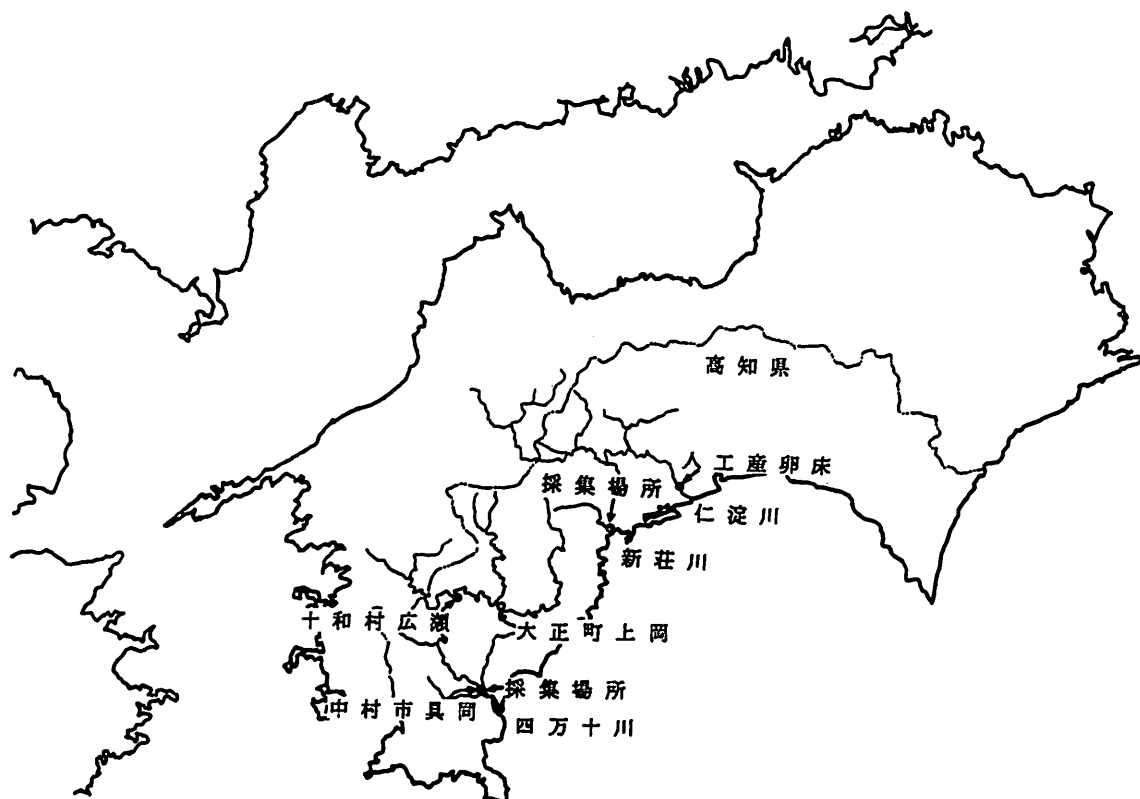 高知県
人工産卵床
採集場所
仁淀川
新荘川
十和村広瀬
大正町上岡
採集場所
中村市具岡
四万十川